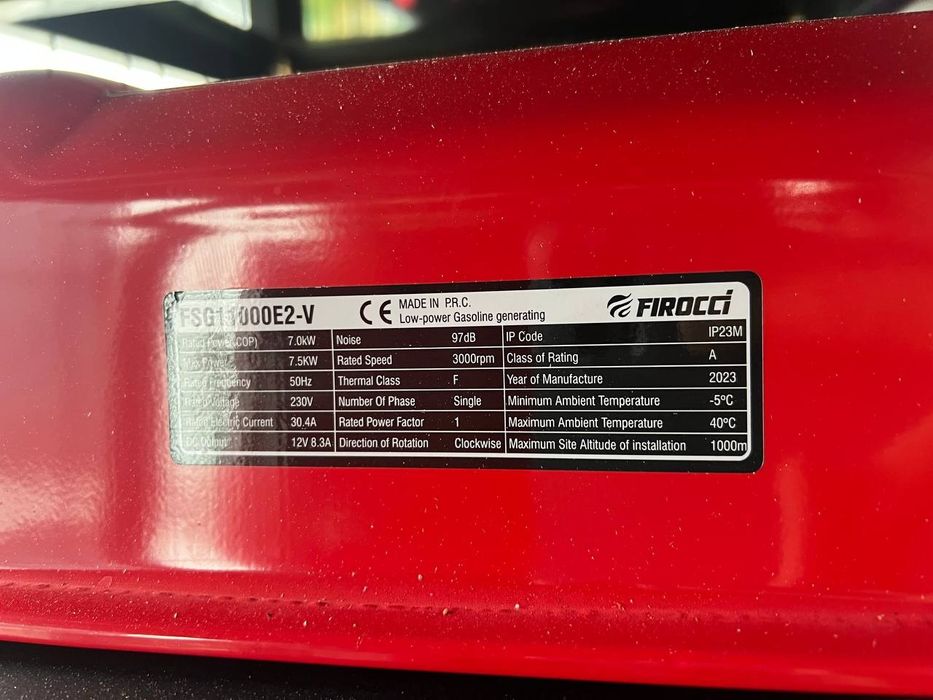 FSG11000E2-V CE MADE IN P.R.C. FIROCCI
Low-power Gasoline generating
Rated Power(COP) 7.0kW Noise 97dB IP Code IP23M
Max Power 7.5KW Rated Speed 3000rpm Class of Rating A
Rated Frequency 50Hz Thermal Class F Year of Manufacture 2023
Rated Voltage 230V Number Of Phase Single Minimum Ambient Temperature -5ºC
Rated Electric Current 30.4A Rated Power Factor 1 Maximum Ambient Temperature 40ºC
DC Output 12V 8.3A Direction of Rotation Clockwise Maximum Site Altitude of installation 1000m